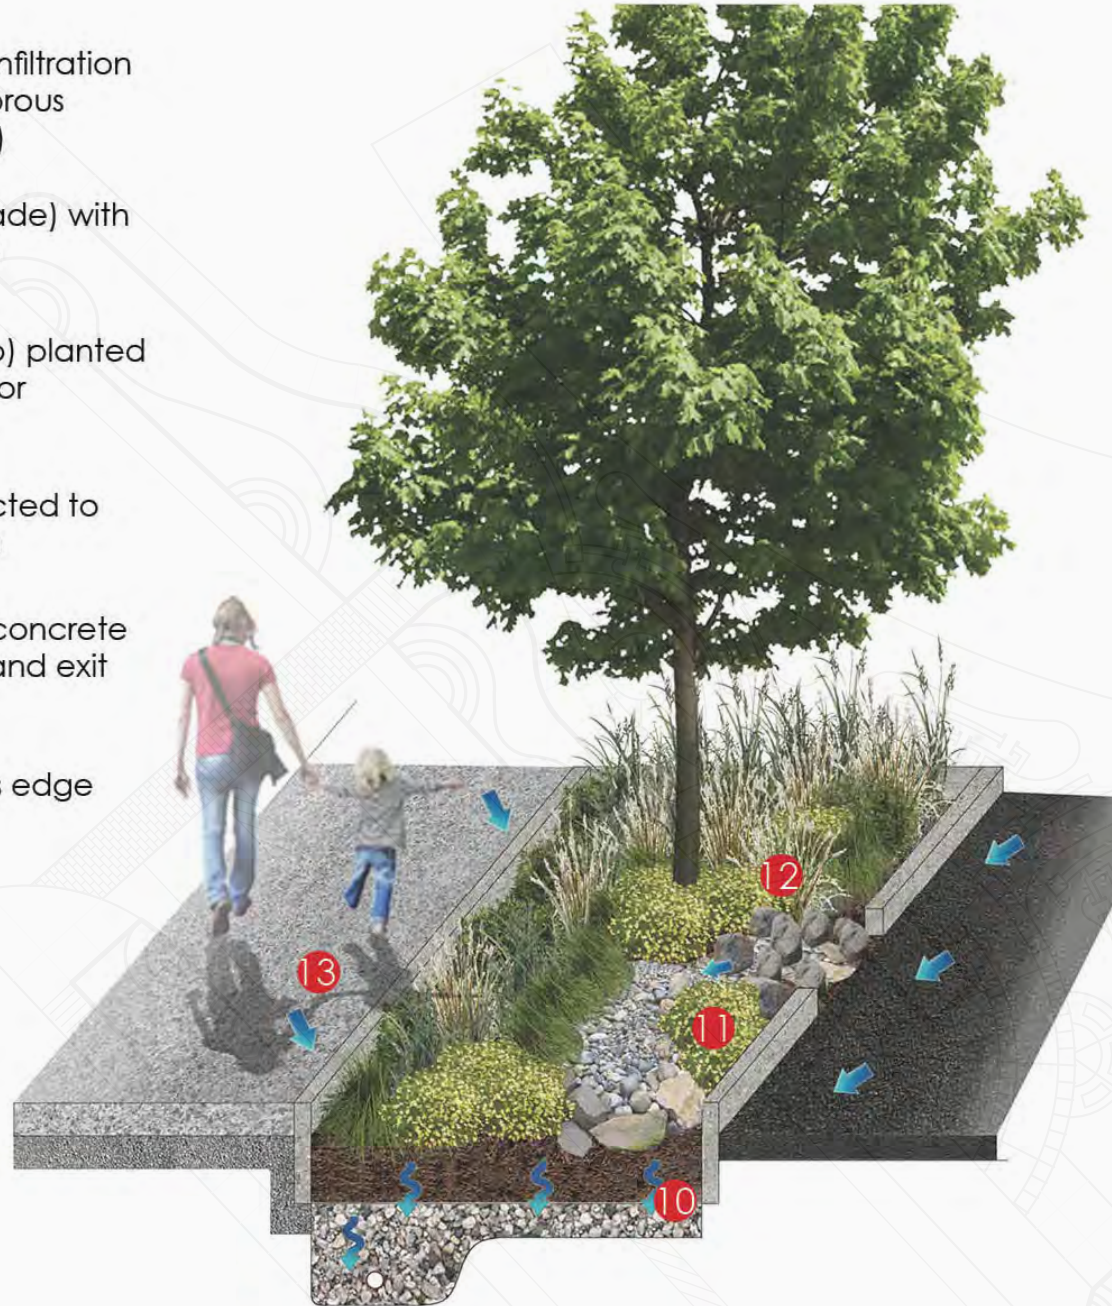 nfiltration
orous
)
ade) with
) planted
or
cted to
concrete
and exit
s edge
12
13
11
10